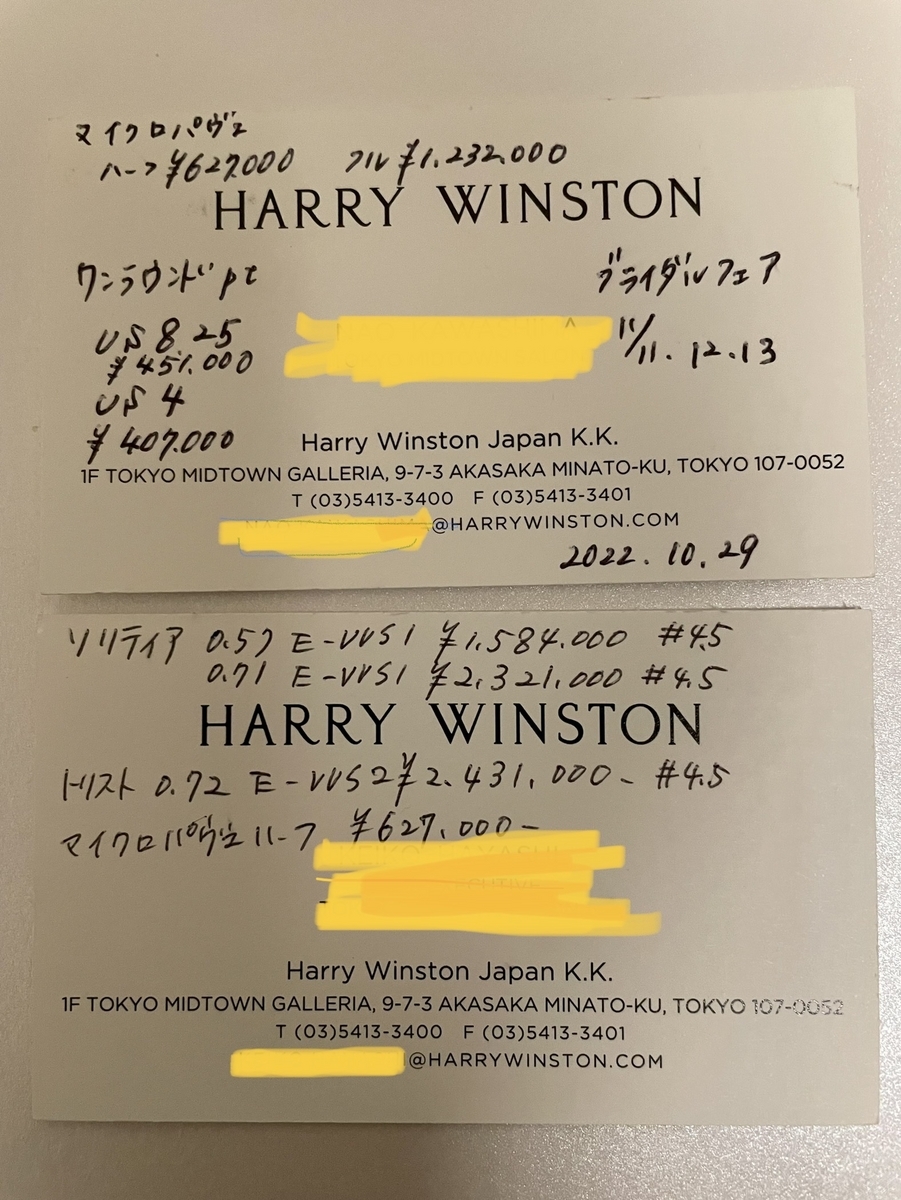 マイクロパヴェ
ハーフ ¥627.000 フル ¥1.232.000
HARRY WINSTON
ワンラウンド pt
ブライダルフェア
US 8.25
11/11.12.13
¥451.000
US 4
¥407.000
Harry Winston Japan K.K.
1F TOKYO MIDTOWN GALLERIA, 9-7-3 AKASAKA MINATO-KU, TOKYO 107-0052
T (03)5413-3400 F (03)5413-3401
@HARRYWINSTON.COM
2022.10.29
ソリティア 0.57 E-VVS1 ¥1,584.000 #4.5
0.71 E-VVS1 ¥2,321,000 #4.5
HARRY WINSTON
トリスト 0.72 E-VVS2 ¥2.431,000- #4.5
マイクロパヴェハーフ ¥627,000-
Harry Winston Japan K.K.
1F TOKYO MIDTOWN GALLERIA, 9-7-3 AKASAKA MINATO-KU, TOKYO 107-0052
T (03)5413-3400 F (03)5413-3401
@HARRYWINSTON.COM